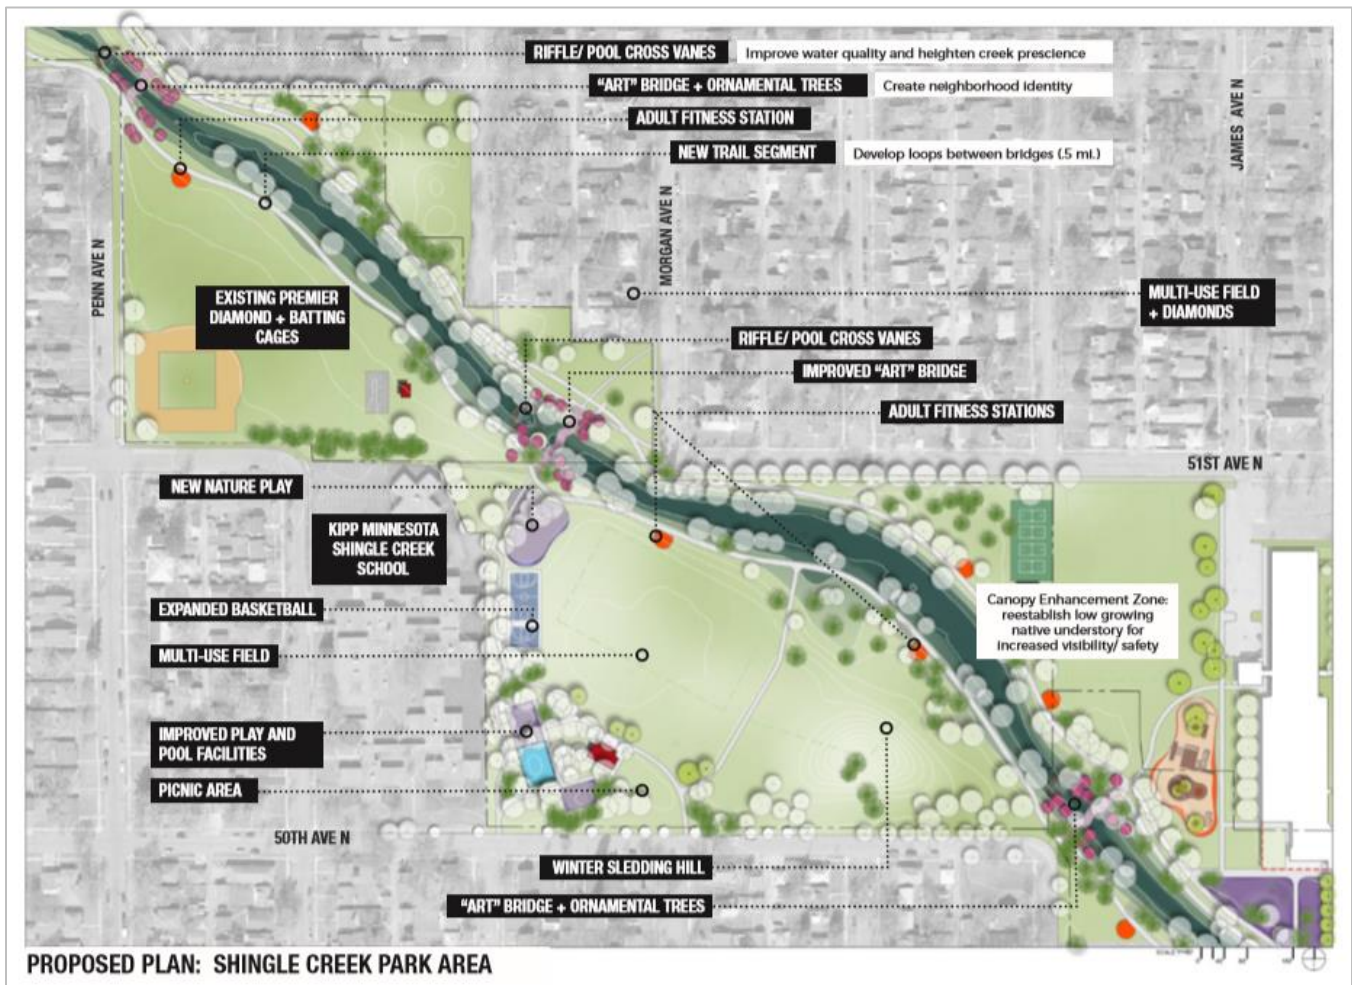 RIFFLE/ POOL CROSS VANES
Improve water quality and heighten creek prescience
“ART” BRIDGE + ORNAMENTAL TREES
Create neighborhood identity
ADULT FITNESS STATION
NEW TRAIL SEGMENT
Develop loops between bridges (.5 mi.)
JAMES AVE N
MORGAN AVE N
PENN AVE N
EXISTING PREMIER
DIAMOND + BATTING
CAGES
MULTI-USE FIELD
+ DIAMONDS
RIFFLE/ POOL CROSS VANES
IMPROVED “ART” BRIDGE
ADULT FITNESS STATIONS
51ST AVE N
NEW NATURE PLAY
KIPP MINNESOTA
SHINGLE CREEK
SCHOOL
EXPANDED BASKETBALL
MULTI-USE FIELD
Canopy Enhancement Zone:
reestablish low growing
native understory for
increased visibility/ safety
IMPROVED PLAY AND
POOL FACILITIES
PICNIC AREA
50TH AVE N
WINTER SLEDDING HILL
“ART” BRIDGE + ORNAMENTAL TREES
PROPOSED PLAN: SHINGLE CREEK PARK AREA